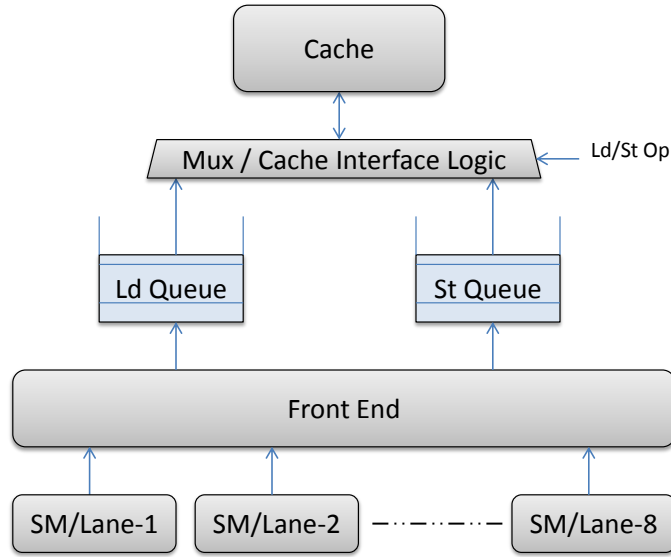 Cache
Mux / Cache Interface Logic
Ld/St Op
Ld Queue
St Queue
Front End
SM/Lane-1
SM/Lane-2
SM/Lane-8